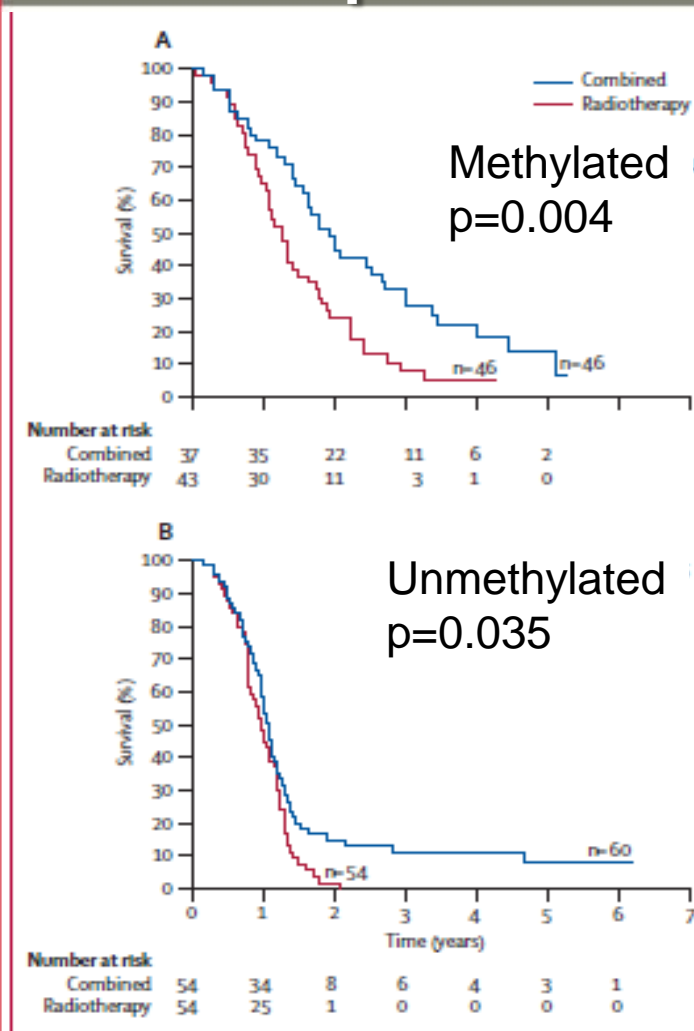 A
100
90
80
70
60
50
40
30
20
10
0
Survival (%)
Combined
Radiotherapy
Methylated
p=0.004
n=46
n=46
Number at risk
Combined 37 35 22 11 6 2
Radiotherapy 43 30 11 3 1 0
B
100
90
80
70
60
50
40
30
20
10
0
Survival (%)
Unmethylated
p=0.035
n=60
n=54
0 1 2 3 4 5 6 7
Time (years)
Number at risk
Combined 54 34 8 6 4 3 1
Radiotherapy 54 25 1 0 0 0 0